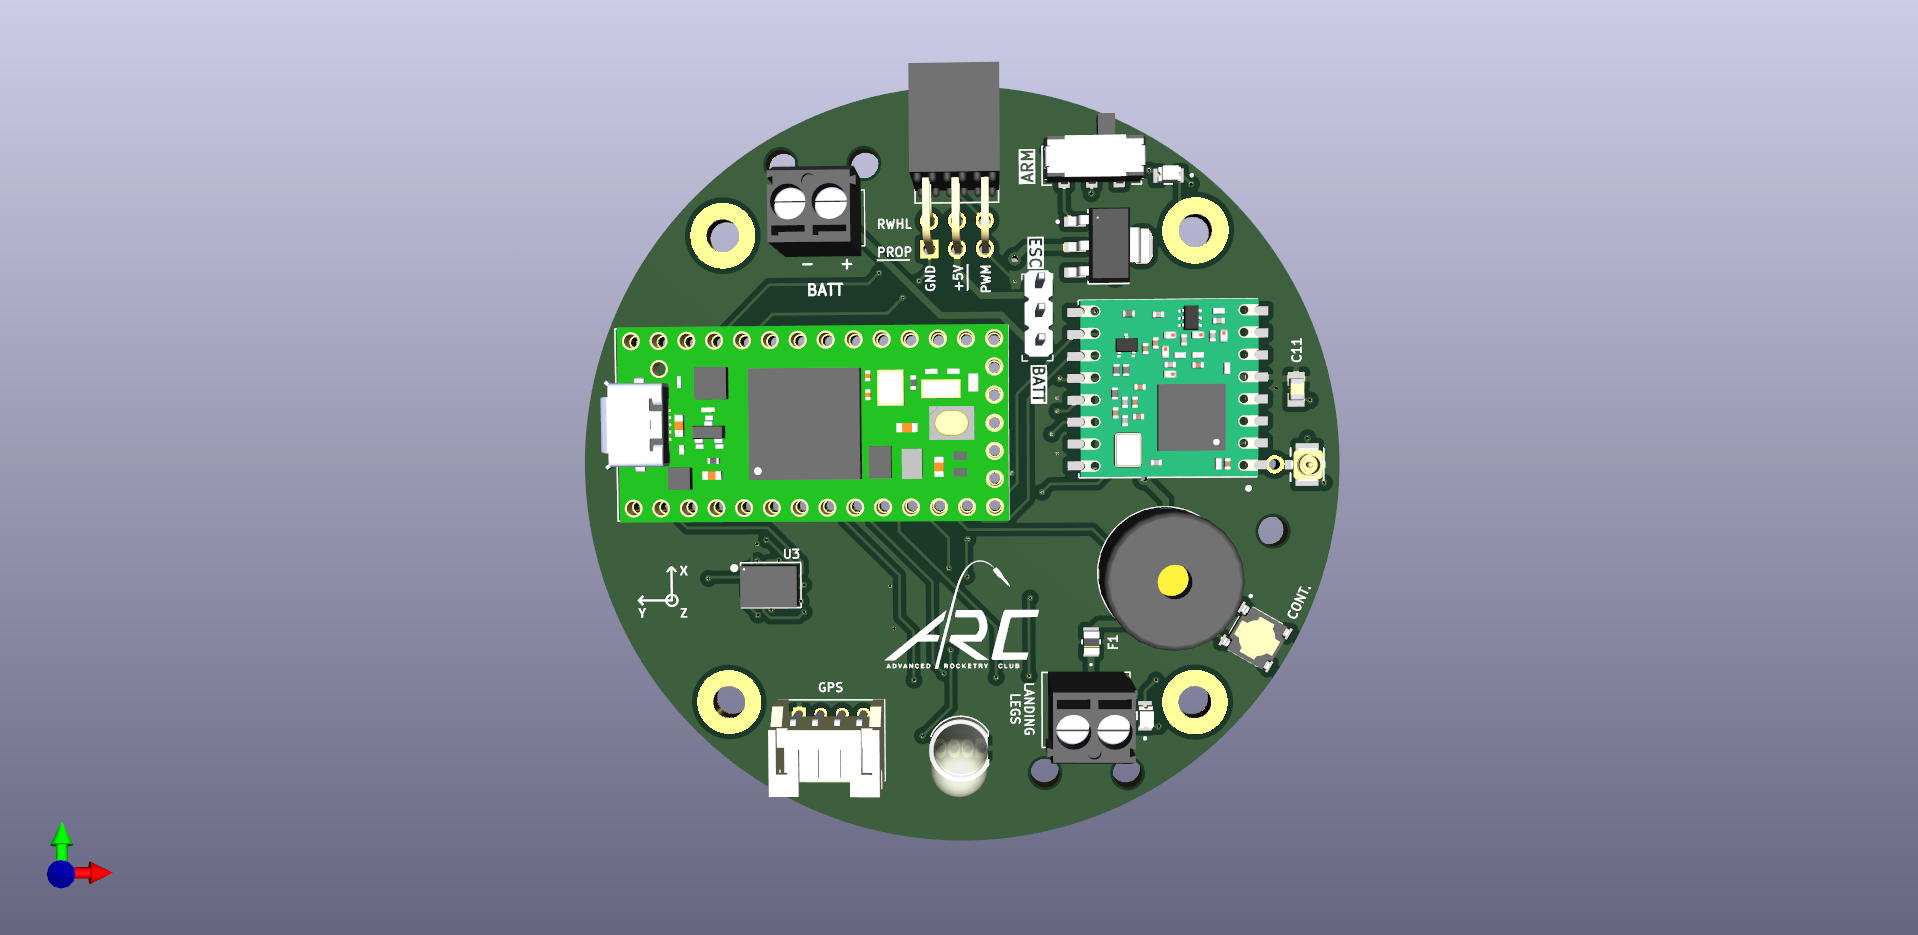 ARM
RWHL
PROP
GND
+5V
PWM
ESC
− +
BATT
BATT
C11
U3
X
Y
Z
CONT.
F1
ARC
ADVANCED ROCKETRY CLUB
GPS
LANDING
LEGS